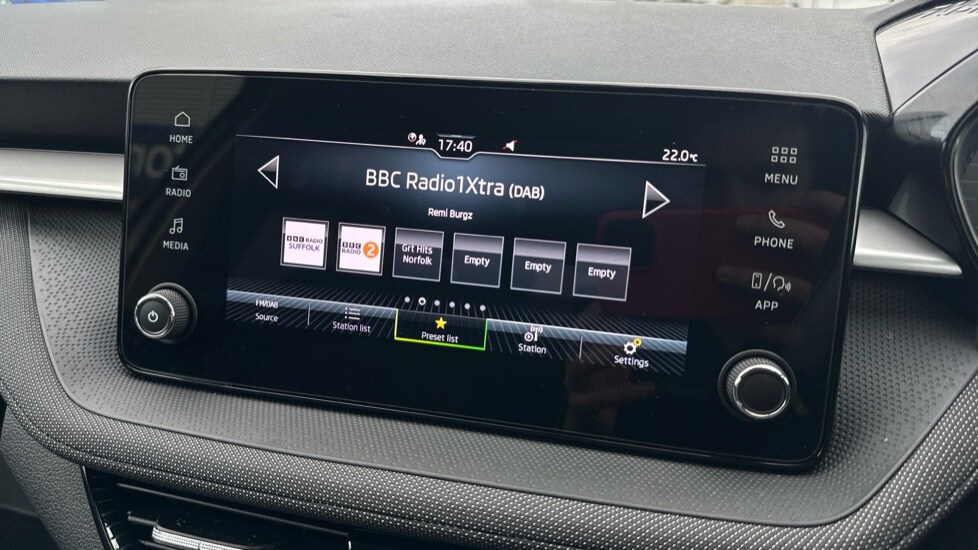 HOME
RADIO
MEDIA
17:40
22.0°C
BBC Radio1Xtra (DAB)
Remi Burgz
BBC RADIO
SUFFOLK
BBC
RADIO 2
Grt Hits
Norfolk
Empty
Empty
Empty
FM/DAB
Source
Station list
Preset list
Station
Settings
MENU
PHONE
APP